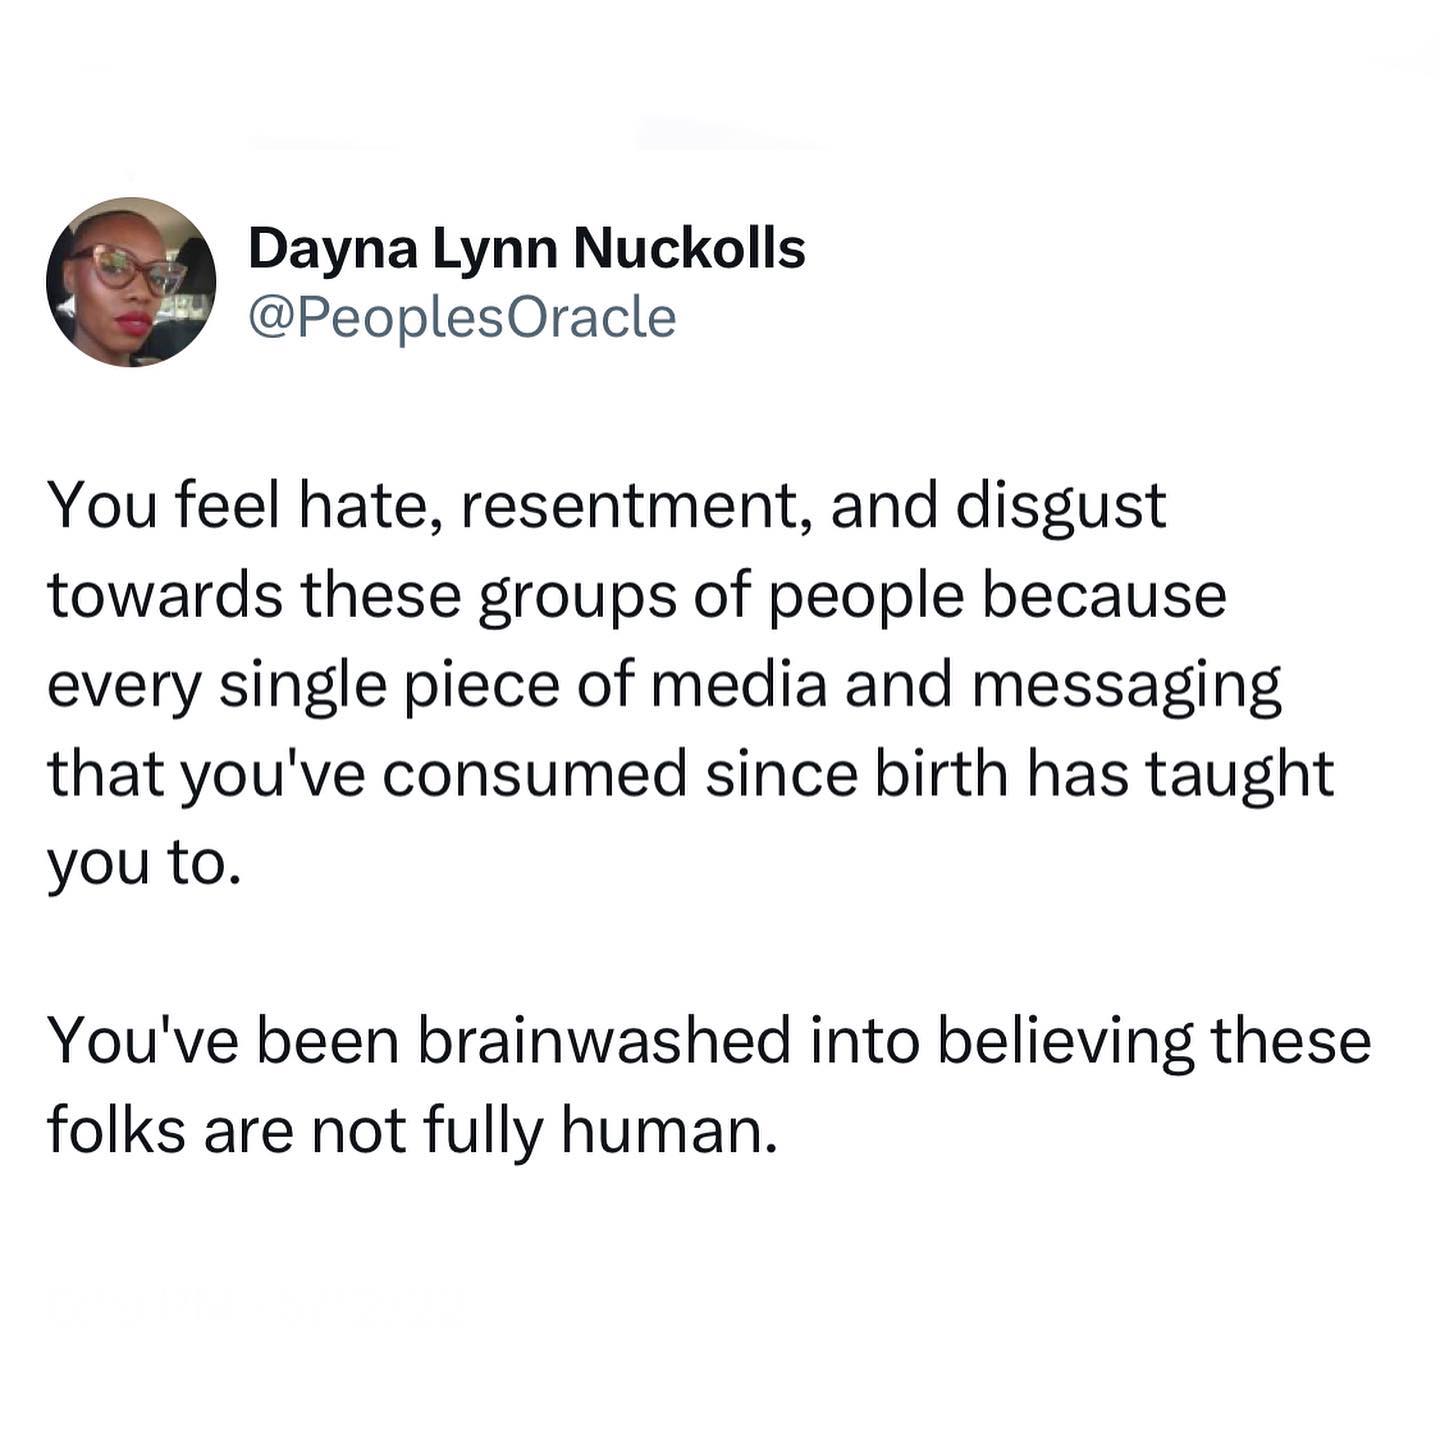 Dayna Lynn Nuckolls
@PeoplesOracle
You feel hate, resentment, and disgust
towards these groups of people because
every single piece of media and messaging
that you've consumed since birth has taught
you to.
You've been brainwashed into believing these
folks are not fully human.